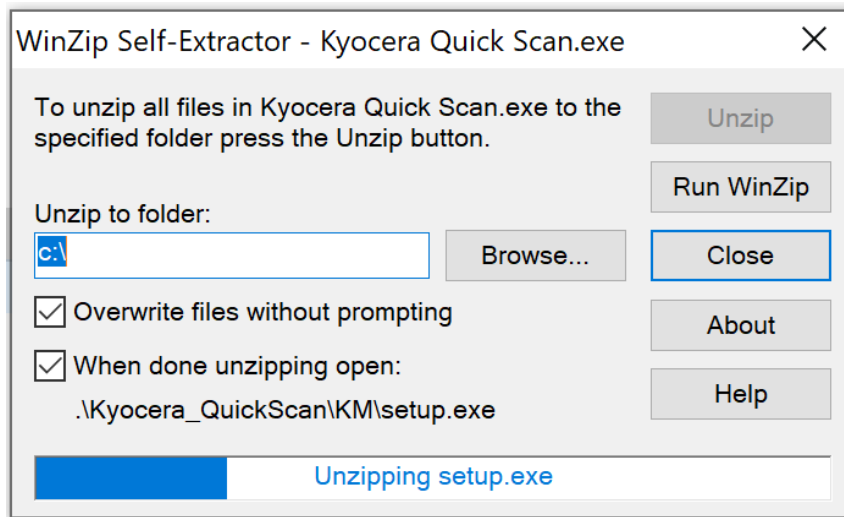 WinZip Self-Extractor - Kyocera Quick Scan.exe
To unzip all files in Kyocera Quick Scan.exe to the
specified folder press the Unzip button.
Unzip
Run WinZip
Unzip to folder:
c:\
Browse...
Close
Overwrite files without prompting
About
When done unzipping open:
.\Kyocera_QuickScan\KM\setup.exe
Help
Unzipping setup.exe